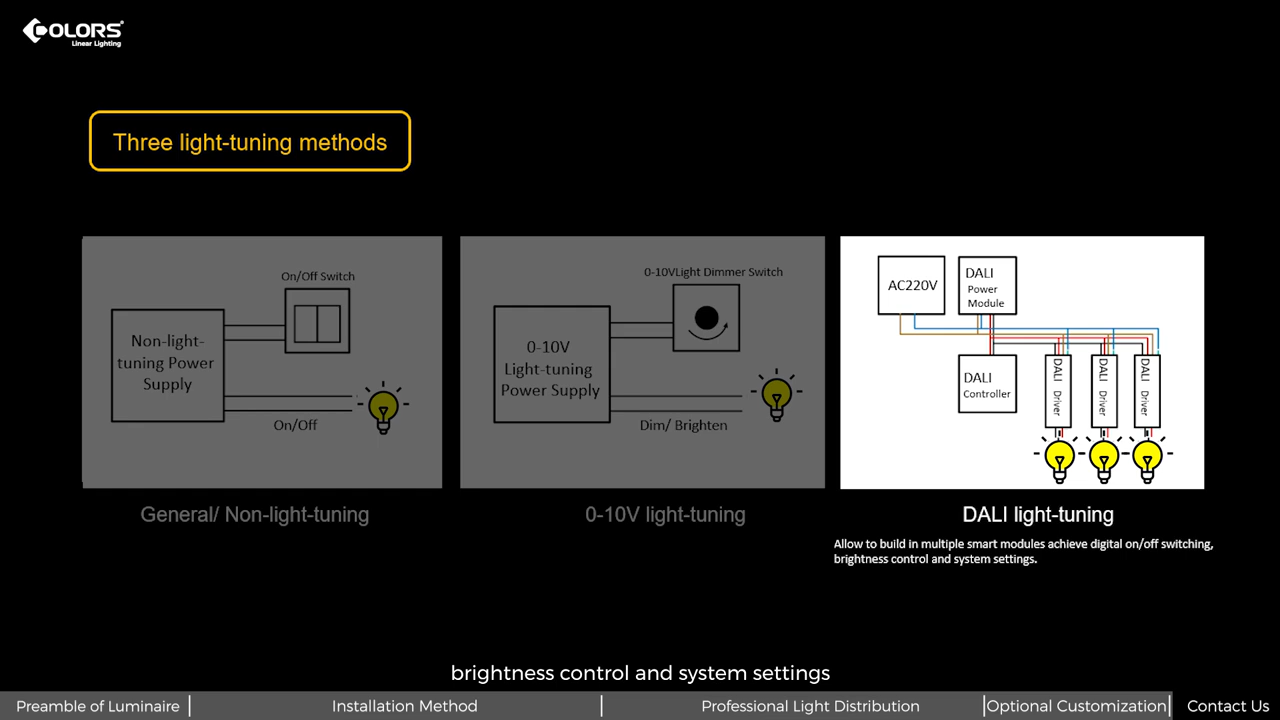 COLORS
Linear Lighting
Three light-tuning methods
On/Off Switch
Non-light-
tuning Power
Supply
On/Off
General/ Non-light-tuning
0-10VLight Dimmer Switch
0-10V
Light-tuning
Power Supply
Dim/ Brighten
0-10V light-tuning
AC220V
DALI
Power
Module
DALI
Controller
DALI Driver
DALI Driver
DALI Driver
DALI light-tuning
Allow to build in multiple smart modules achieve digital on/off switching,
brightness control and system settings.
brightness control and system settings
Preamble of Luminaire
Installation Method
Professional Light Distribution
Optional Customization
Contact Us